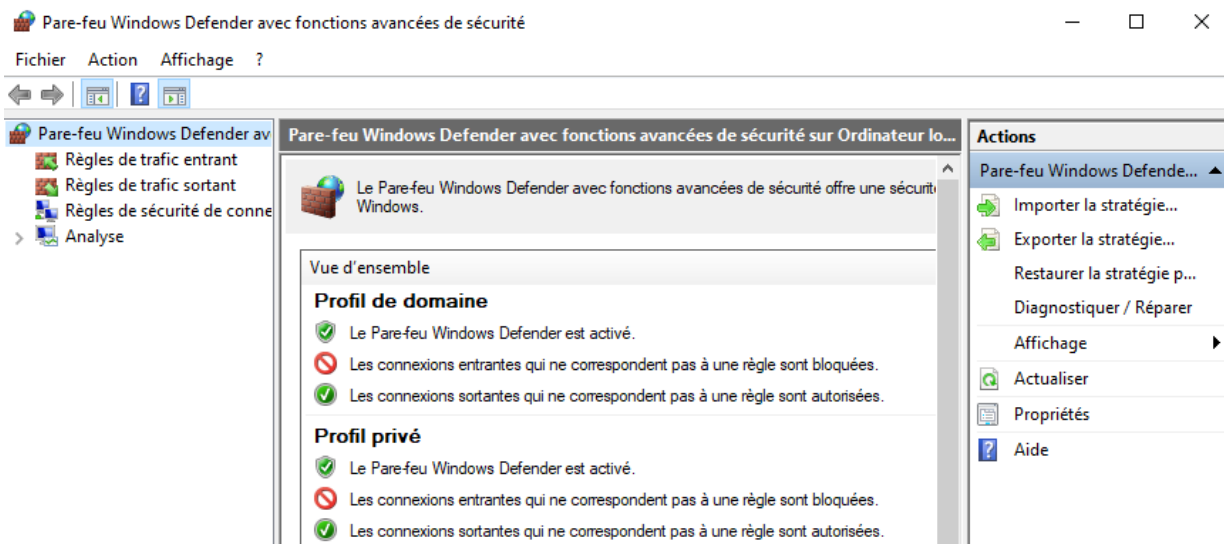 Pare-feu Windows Defender avec fonctions avancées de sécurité
Fichier Action Affichage ?
Pare-feu Windows Defender av
Règles de trafic entrant
Règles de trafic sortant
Règles de sécurité de conne
Analyse
Pare-feu Windows Defender avec fonctions avancées de sécurité sur Ordinateur lo...
Le Pare-feu Windows Defender avec fonctions avancées de sécurité offre une sécurit
Windows.
Vue d'ensemble
Profil de domaine
Le Pare-feu Windows Defender est activé.
Les connexions entrantes qui ne correspondent pas à une règle sont bloquées.
Les connexions sortantes qui ne correspondent pas à une règle sont autorisées.
Profil privé
Le Pare-feu Windows Defender est activé.
Les connexions entrantes qui ne correspondent pas à une règle sont bloquées.
Les connexions sortantes qui ne correspondent pas à une règle sont autorisées.
Actions
Pare-feu Windows Defende...
Importer la stratégie...
Exporter la stratégie...
Restaurer la stratégie p...
Diagnostiquer / Réparer
Affichage
Actualiser
Propriétés
Aide